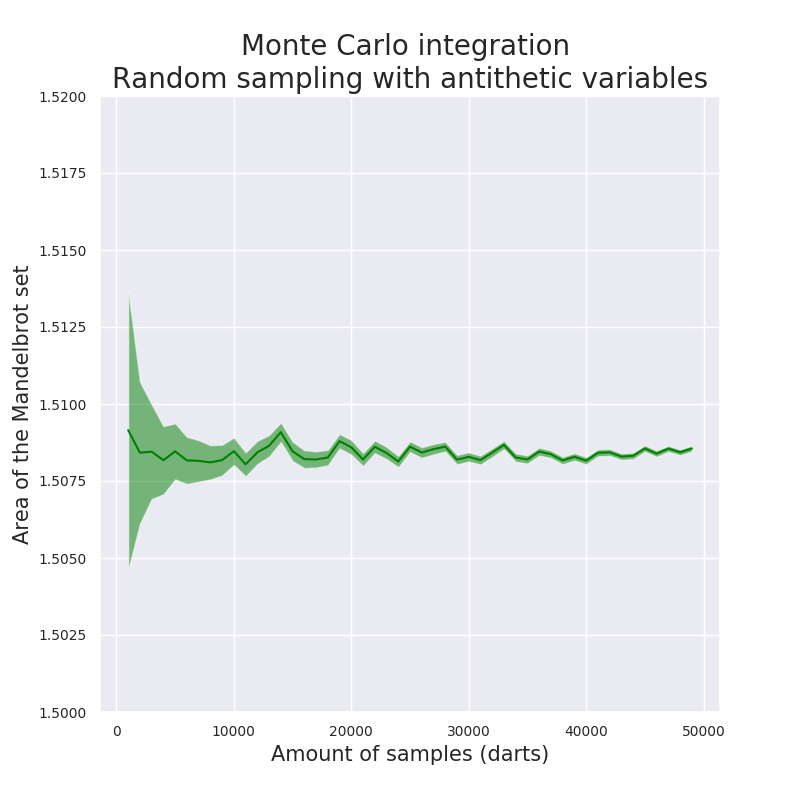 Monte Carlo integration
Random sampling with antithetic variables
1.5200
1.5175
1.5150
1.5125
1.5100
1.5075
1.5050
1.5025
1.5000
Area of the Mandelbrot set
0 10000 20000 30000 40000 50000
Amount of samples (darts)